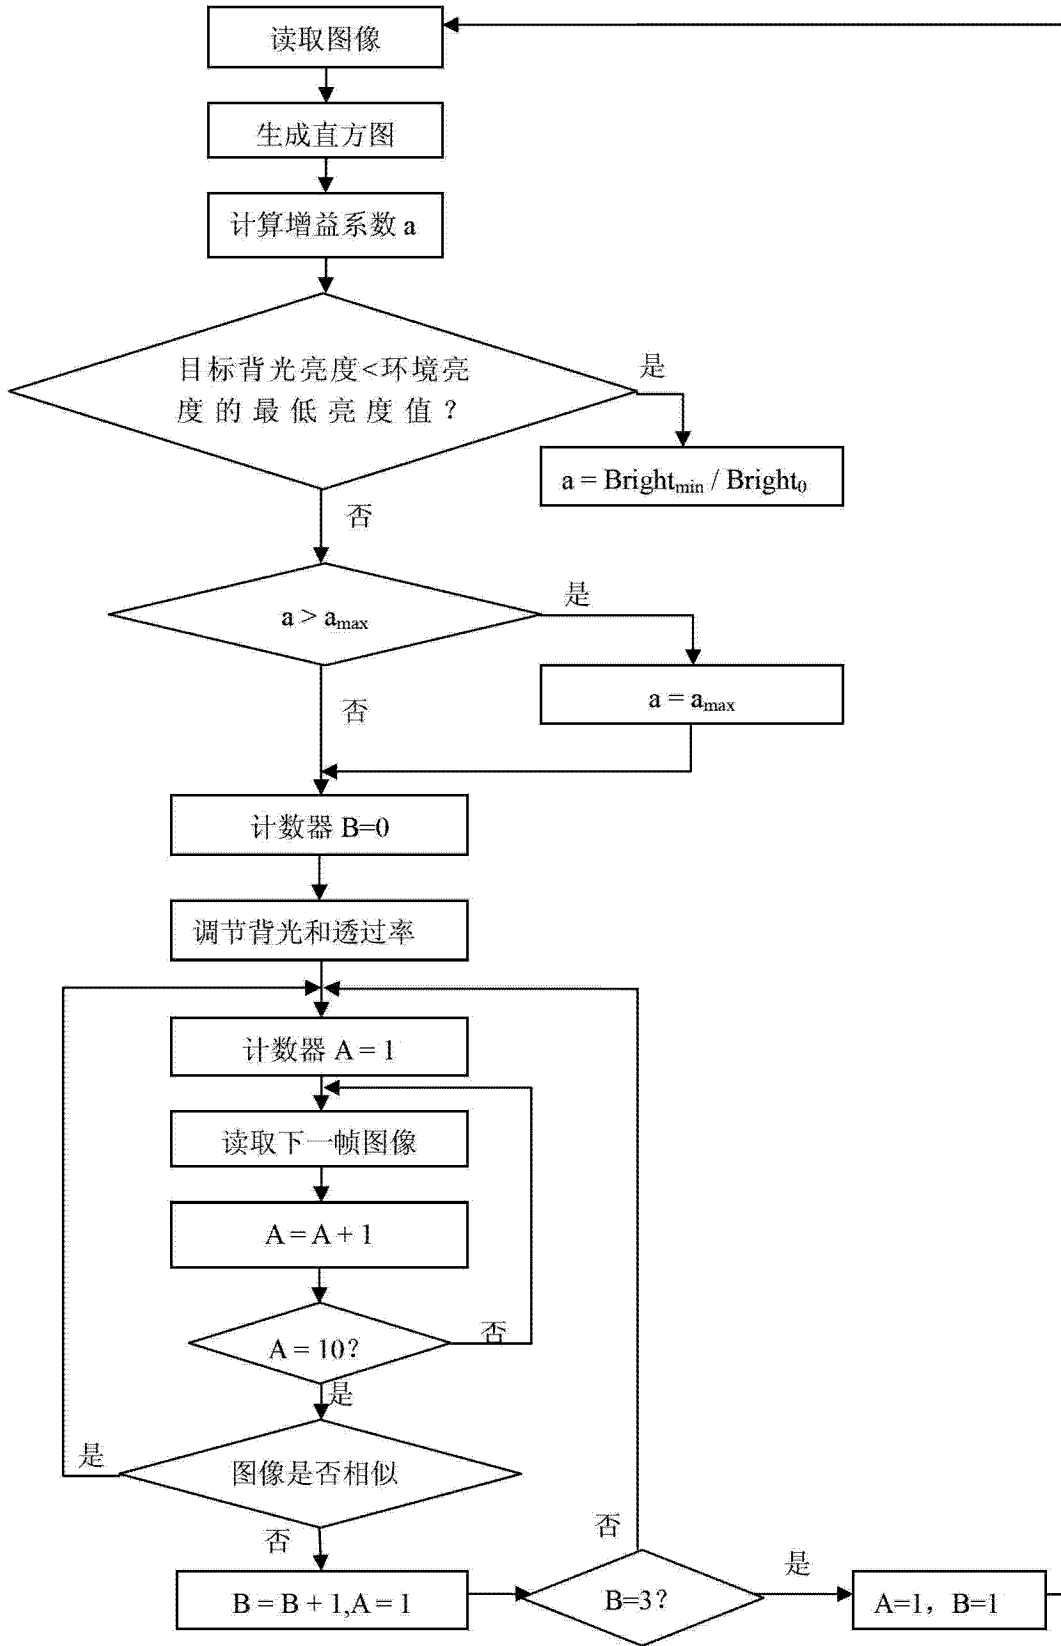 读取图像
生成直方图
计算增益系数 a
目标背光亮度<环境亮
度的最低亮度值？
是
a = Brightmin / Bright0
否
a > amax
是
a = amax
否
计数器 B=0
调节背光和透过率
计数器 A = 1
读取下一帧图像
A = A + 1
A = 10？
否
是
图像是否相似
是
否
B = B + 1,A = 1
否
B=3？
是
A=1，B=1